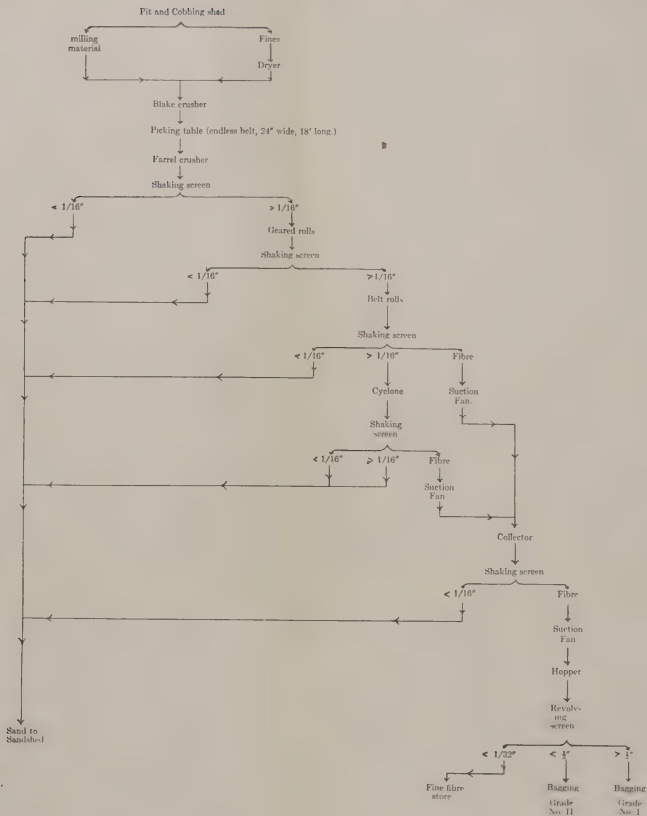 Pit and Cobbing shed
milling
material
Fines
Dryer
Blake crusher
Picking table (endless belt, 24" wide, 18' long.)
Farrel crusher
Shaking screen
< 1/16"
> 1/16"
Geared rolls
Shaking screen
< 1/16"
> 1/16"
Belt rolls
Shaking screen
< 1/16"
> 1/16"
Fibre
Cyclone
Suction
Fan.
Shaking
screen
< 1/16"
> 1/16"
Fibre
Suction
Fan
Collector
Shaking screen
< 1/16"
Fibre
Suction
Fan
Hopper
Revolv-
ing
screen
Sand to
Sandshed
< 1/32"
<
>
Fine fibre
store
Bagging
Bagging
Grade
No. II
Grade
No. I